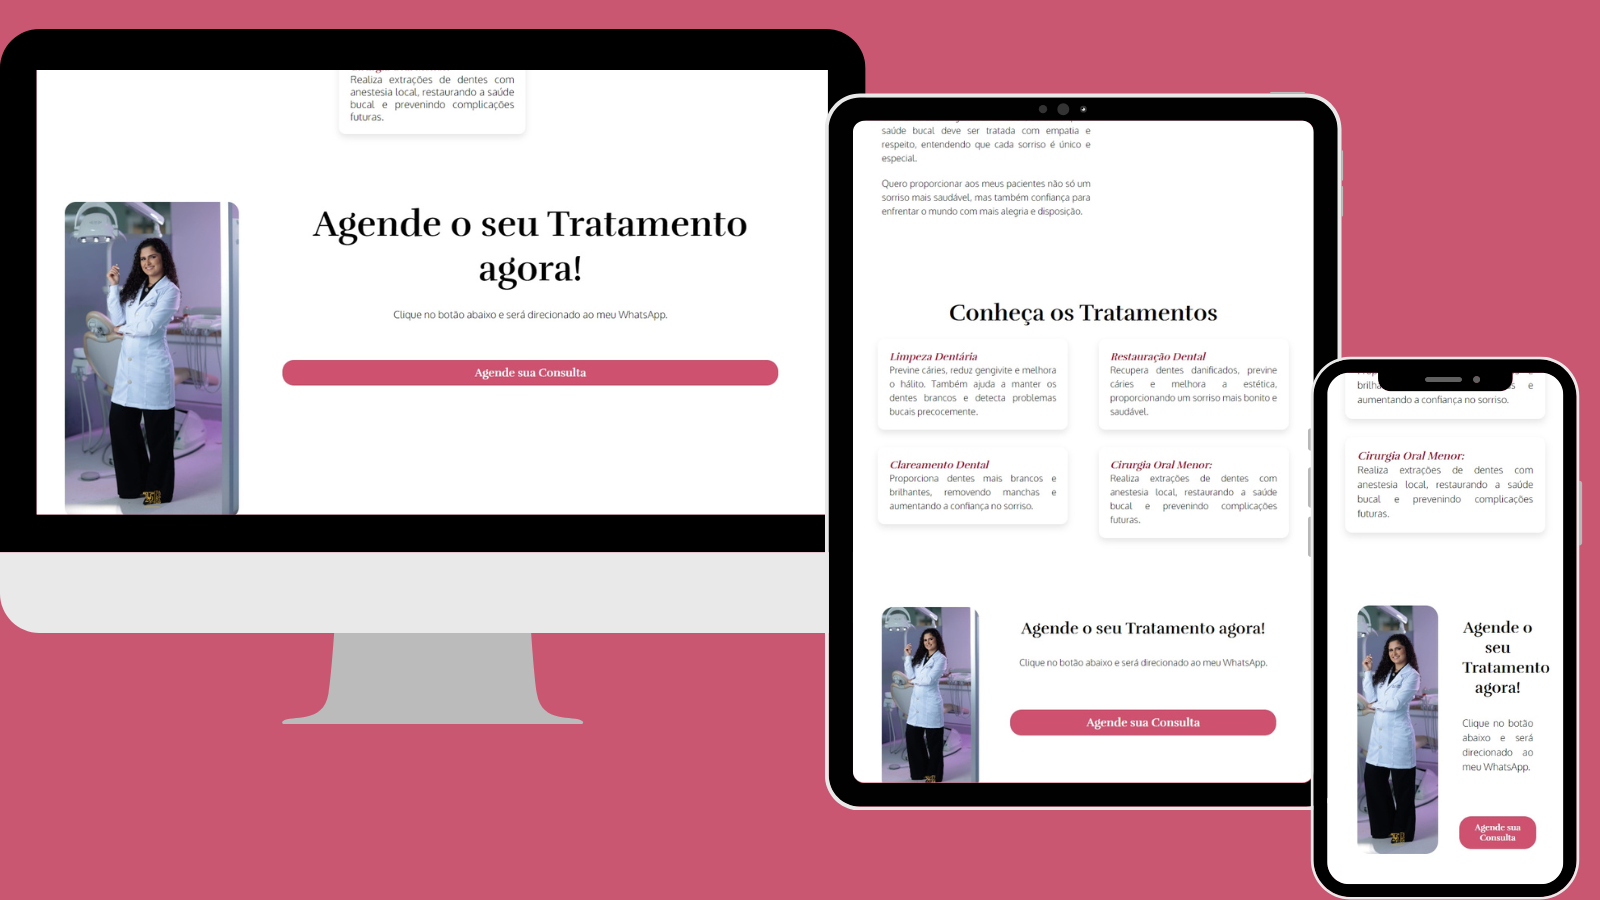 Realiza extrações de dentes com
anestesia local, restaurando a saúde
bucal e prevenindo complicações
futuras.
Agende o seu Tratamento
agora!
Clique no botão abaixo e será direcionado ao meu WhatsApp.
Agende sua Consulta
saúde bucal deve ser tratada com empatia e
respeito, entendendo que cada sorriso é único e
especial.
Quero proporcionar aos meus pacientes não só um
sorriso mais saudável, mas também confiança para
enfrentar o mundo com mais alegria e disposição.
Conheça os Tratamentos
Limpeza Dentária
Previne cáries, reduz gengivite e melhora
o hálito. Também ajuda a manter os
dentes brancos e detecta problemas
bucais precocemente.
Restauração Dental
Recupera dentes danificados, previne
cáries e melhora a estética,
proporcionando um sorriso mais bonito e
saudável.
Clareamento Dental
Proporciona dentes mais brancos e
brilhantes, removendo manchas e
aumentando a confiança no sorriso.
Cirurgia Oral Menor:
Realiza extrações de dentes com
anestesia local, restaurando a saúde
bucal e prevenindo complicações
futuras.
Agende o seu Tratamento agora!
Clique no botão abaixo e será direcionado ao meu WhatsApp.
Agende sua Consulta
e
aumentando a confiança no sorriso.
Cirurgia Oral Menor:
Realiza extrações de dentes com
anestesia local, restaurando a saúde
bucal e prevenindo complicações
futuras.
Agende o
seu
Tratamento
agora!
Clique no botão
abaixo e será
direcionado ao
meu WhatsApp.
Agende sua
Consulta